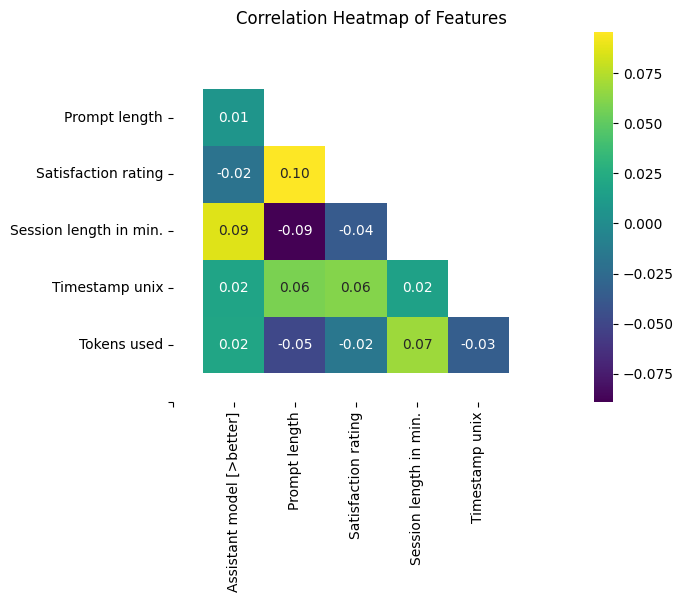 Correlation Heatmap of Features
Prompt length
0.01
Satisfaction rating
-0.02 0.10
Session length in min.
0.09 -0.09 -0.04
Timestamp unix
0.02 0.06 0.06 0.02
Tokens used
0.02 -0.05 -0.02 0.07 -0.03
Assistant model [>better]
Prompt length
Satisfaction rating
Session length in min.
Timestamp unix
0.075
0.050
0.025
0.000
−0.025
−0.050
−0.075